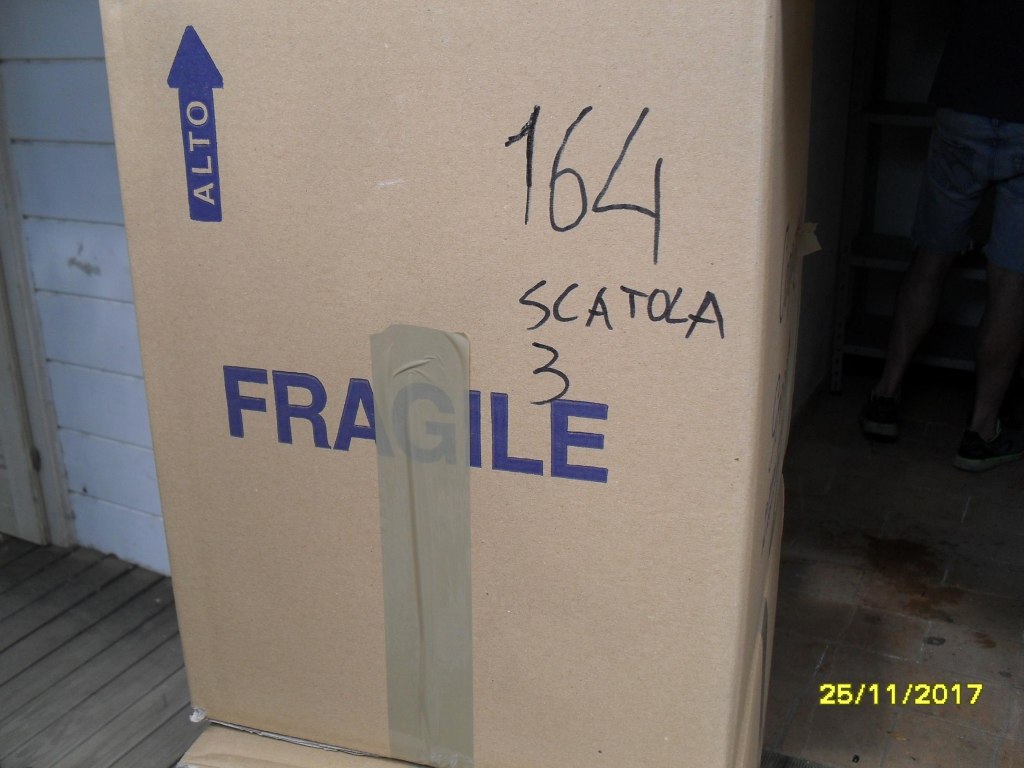 ALTO
164
SCATOLA
3
FRAGILE
25/11/2017